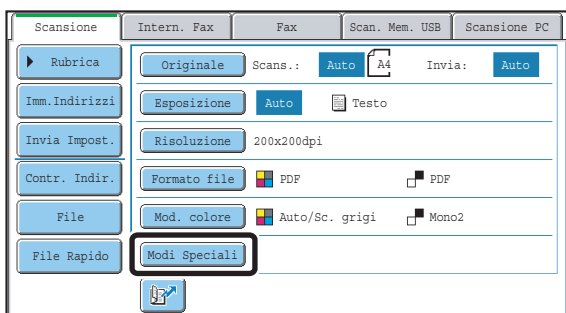 Scansione Intern. Fax Fax Scan. Mem. USB Scansione PC
Rubrica Originale Scans.: Auto A4 Invia: Auto
Imm.Indirizzi Esposizione Auto Testo
Invia Impost. Risoluzione 200x200dpi
Contr. Indir. Formato file PDF PDF
File Mod. colore Auto/Sc. grigi Mono2
File Rapido Modi Speciali